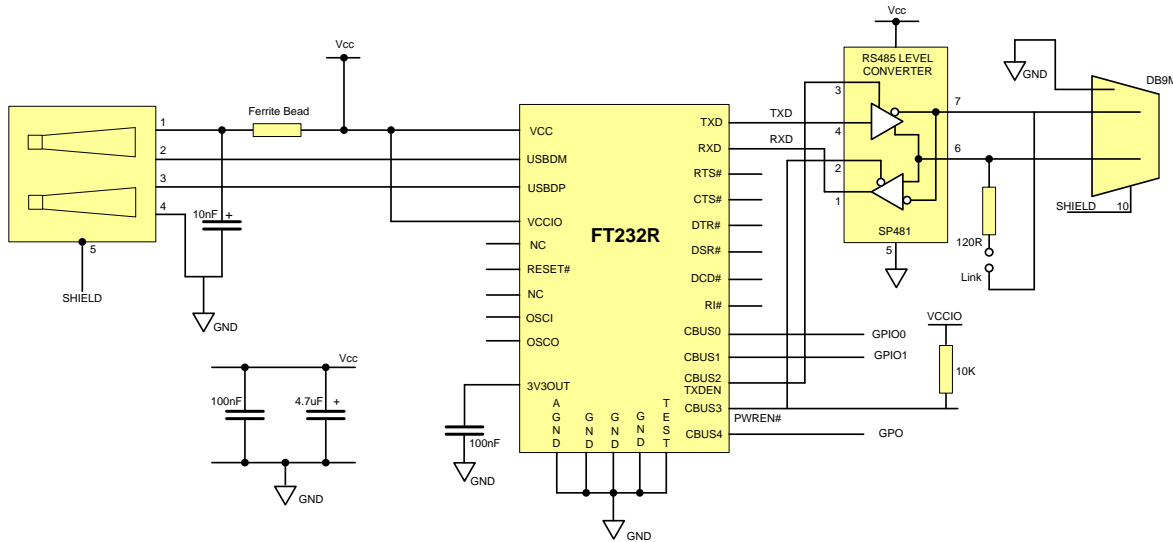 Vcc
Vcc
RS485 LEVEL
CONVERTER
GND
DB9M
Ferrite Bead
1
2
3
4
5
SHIELD
10nF +
GND
VCC
USBDM
USBDP
VCCIO
NC
RESET#
NC
OSCI
OSCO
3V3OUT
FT232R
TXD
RXD
RTS#
CTS#
DTR#
DSR#
DCD#
RI#
CBUS0
CBUS1
CBUS2
TXDEN
CBUS3
CBUS4
AGND
GND
GND
GND
TEST
TXD
RXD
3
4
2
1
7
6
SP481
5
SHIELD
10
120R
Link
VCCIO
10K
GPIO0
GPIO1
PWREN#
GPO
Vcc
100nF
4.7uF +
GND
100nF
GND
GND